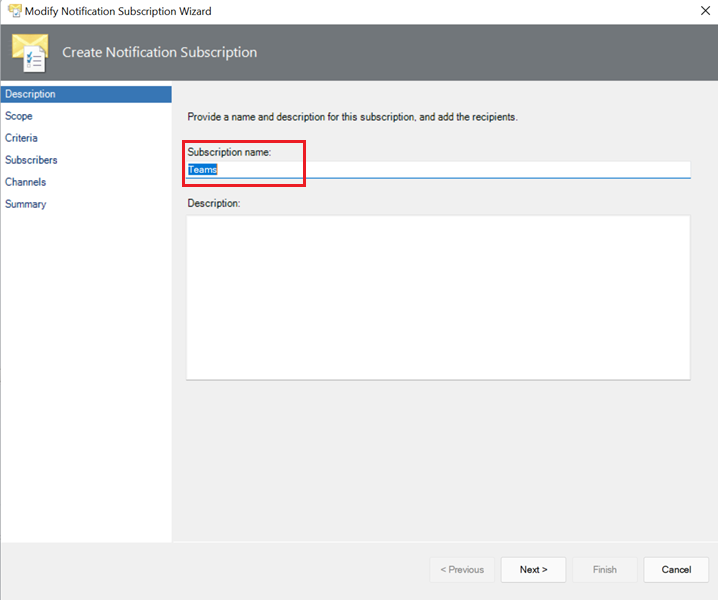 Modify Notification Subscription Wizard
Create Notification Subscription
Description
Scope
Criteria
Subscribers
Channels
Summary
Provide a name and description for this subscription, and add the recipients.
Subscription name:
Teams
Description:
< Previous
Next >
Finish
Cancel